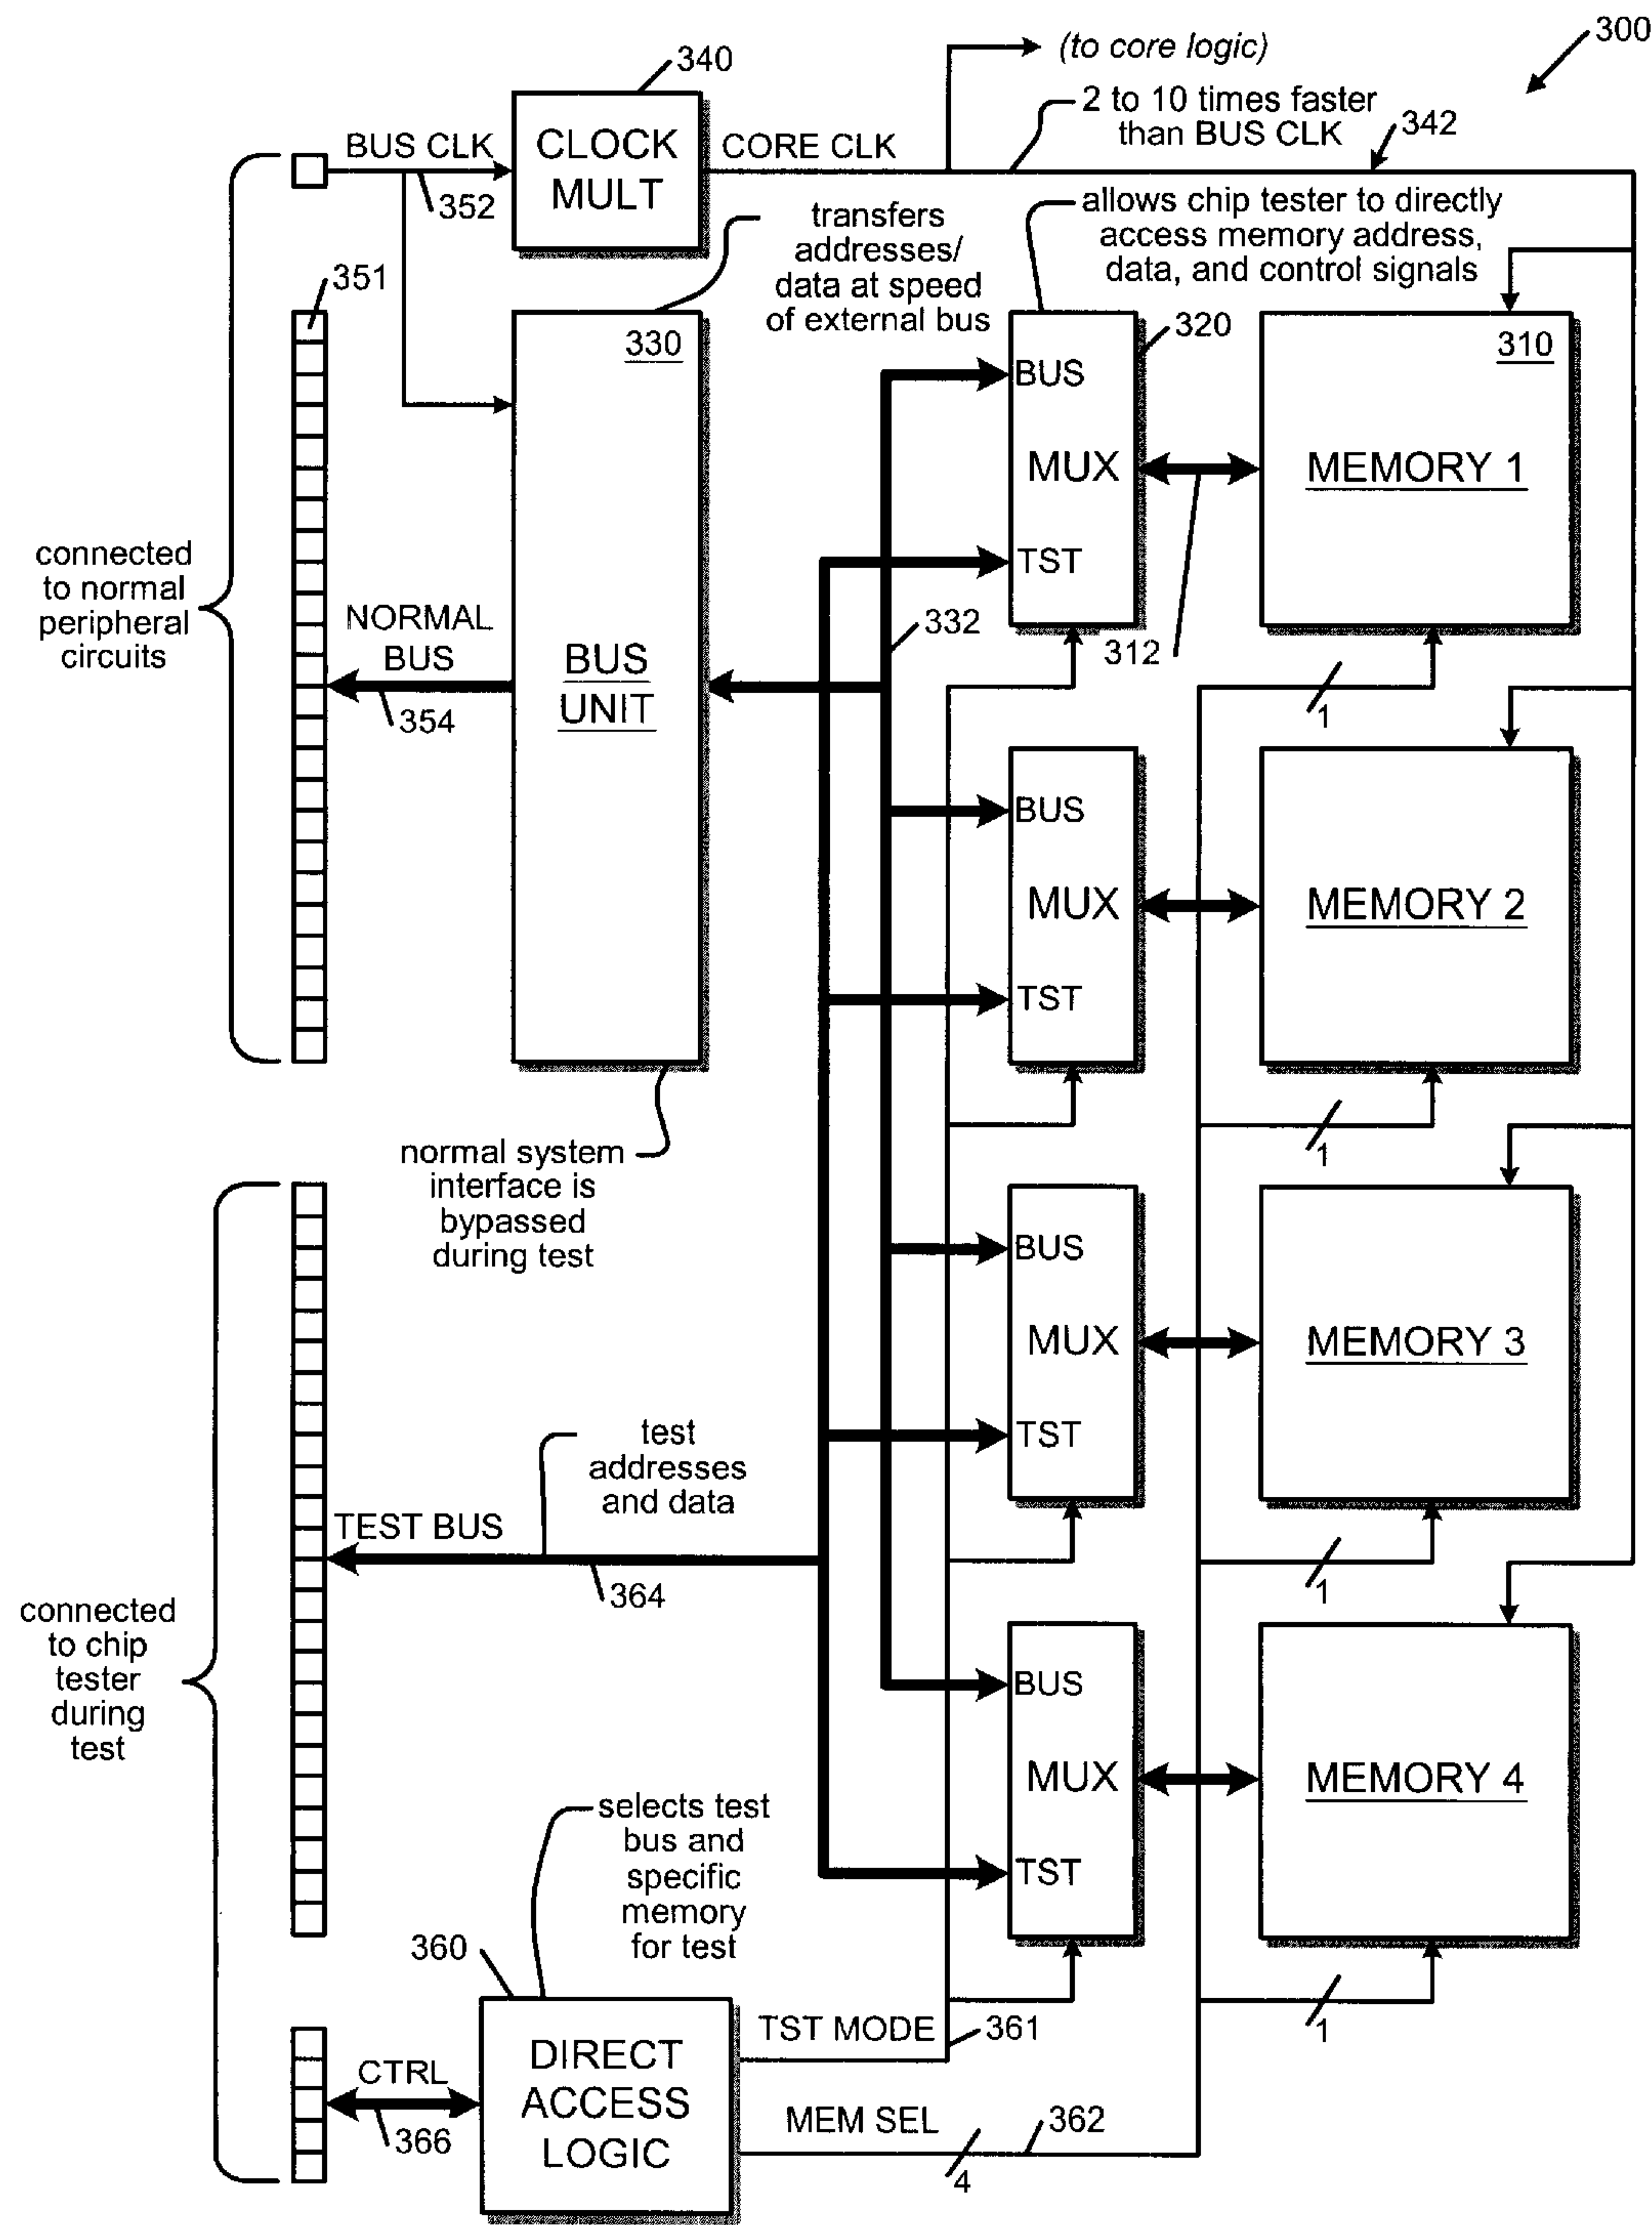 300
(to core logic)
340
2 to 10 times faster
than BUS CLK
342
BUS CLK
CLOCK
MULT
CORE CLK
352
transfers
addresses/
data at speed
of external bus
allows chip tester to directly
access memory address,
data, and control signals
351
330
320
310
BUS
MUX
TST
MEMORY 1
connected
to normal
peripheral
circuits
NORMAL
BUS
354
BUS
UNIT
332
312
1
BUS
MUX
TST
MEMORY 2
1
normal system
interface is
bypassed
during test
BUS
MUX
TST
MEMORY 3
1
test
addresses
and data
TEST BUS
364
connected
to chip
tester
during
test
BUS
MUX
TST
MEMORY 4
1
selects test
bus and
specific
memory
for test
360
TST MODE
361
CTRL
366
DIRECT
ACCESS
LOGIC
MEM SEL
362
4